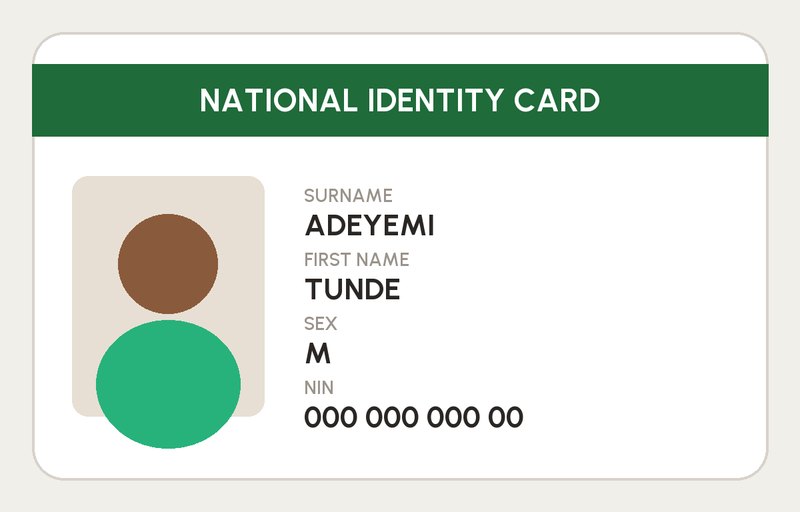 NATIONAL IDENTITY CARD
SURNAME
ADEYEMI
FIRST NAME
TUNDE
SEX
M
NIN
000 000 000 00